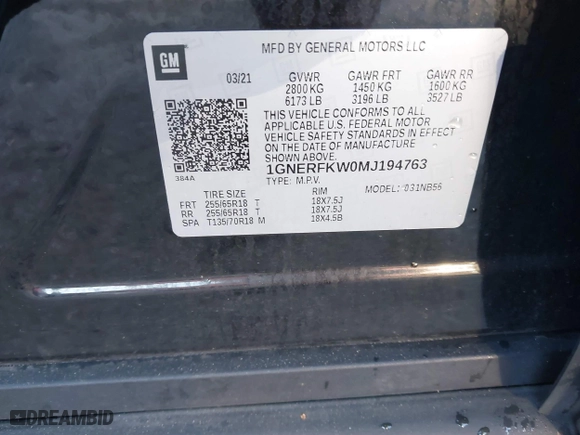 GM
MFD BY GENERAL MOTORS LLC
03/21 GVWR GAWR FRT GAWR RR
2800 KG 1450 KG 1600 KG
6173 LB 3196 LB 3527 LB
THIS VEHICLE CONFORMS TO ALL
APPLICABLE U.S. FEDERAL MOTOR
VEHICLE SAFETY STANDARDS IN EFFECT
ON THE DATE OF MANUFACTURE
SHOWN ABOVE.
1GNERFKW0MJ194763
384A
TYPE: M.P.V. MODEL: 031NB56
TIRE SIZE RIM
FRT 255/65R18 T 18X7.5J
RR 255/65R18 T 18X7.5J
SPA T135/70R18 M 18X4.5B
DREAMBID